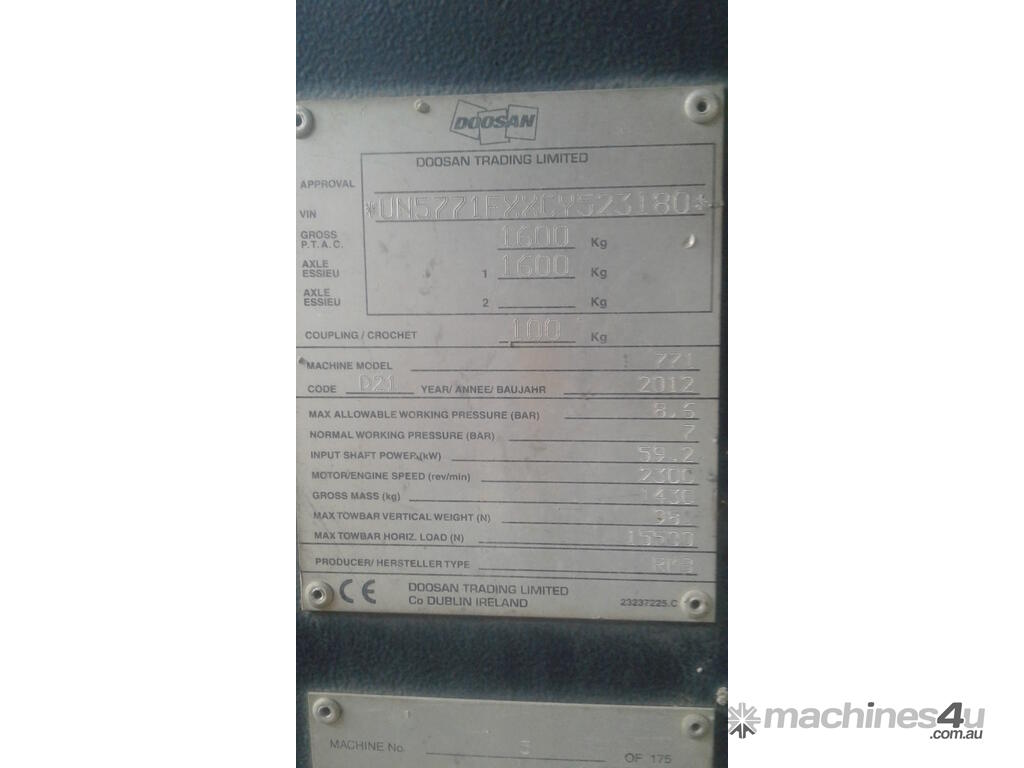 DOOSAN
DOOSAN TRADING LIMITED
APPROVAL
VIN *UN5771FXXCY523180*
GROSS P.T.A.C. 1600 Kg
AXLE ESSIEU 1 1600 Kg
AXLE ESSIEU 2 Kg
COUPLING / CROCHET 100 Kg
MACHINE MODEL 771
CODE D21 YEAR/ ANNEE/ BAUJAHR 2012
MAX ALLOWABLE WORKING PRESSURE (BAR) 8.6
NORMAL WORKING PRESSURE (BAR) 7
INPUT SHAFT POWER (kW) 59.2
MOTOR/ENGINE SPEED (rev/min) 2300
GROSS MASS (kg) 1430
MAX TOWBAR VERTICAL WEIGHT (N)
MAX TOWBAR HORIZ. LOAD (N)
PRODUCER/ HERSTELLER TYPE
CE DOOSAN TRADING LIMITED
Co DUBLIN IRELAND 23237225.C
MACHINE No. 5 OF 175
machines4u
.com.au